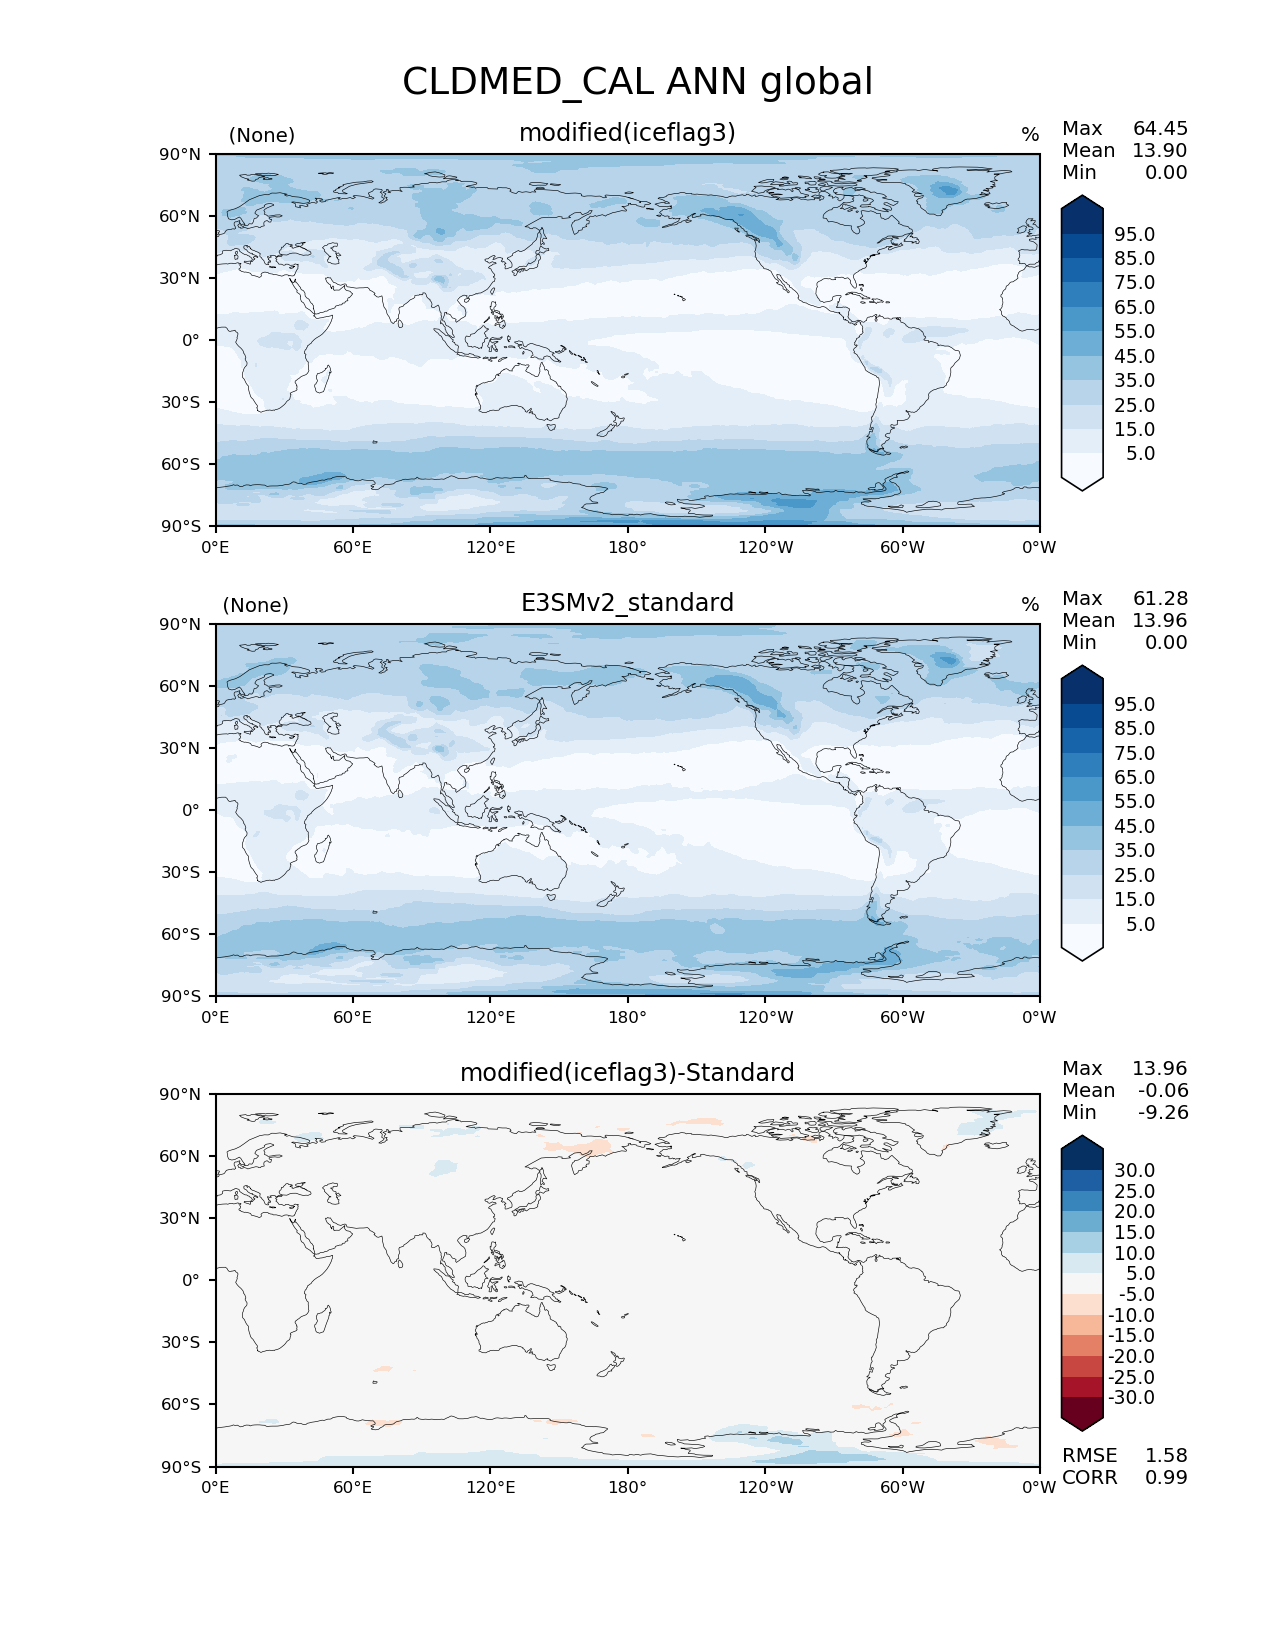 CLDMED_CAL ANN global
(None) modified(iceflag3) %
Max 64.45
Mean 13.90
Min 0.00
90°N
60°N
30°N
0°
30°S
60°S
90°S
0°E 60°E 120°E 180° 120°W 60°W 0°W
95.0
85.0
75.0
65.0
55.0
45.0
35.0
25.0
15.0
5.0
(None) E3SMv2_standard %
Max 61.28
Mean 13.96
Min 0.00
90°N
60°N
30°N
0°
30°S
60°S
90°S
0°E 60°E 120°E 180° 120°W 60°W 0°W
95.0
85.0
75.0
65.0
55.0
45.0
35.0
25.0
15.0
5.0
modified(iceflag3)-Standard
Max 13.96
Mean -0.06
Min -9.26
90°N
60°N
30°N
0°
30°S
60°S
90°S
0°E 60°E 120°E 180° 120°W 60°W 0°W
30.0
25.0
20.0
15.0
10.0
5.0
-5.0
-10.0
-15.0
-20.0
-25.0
-30.0
RMSE 1.58
CORR 0.99